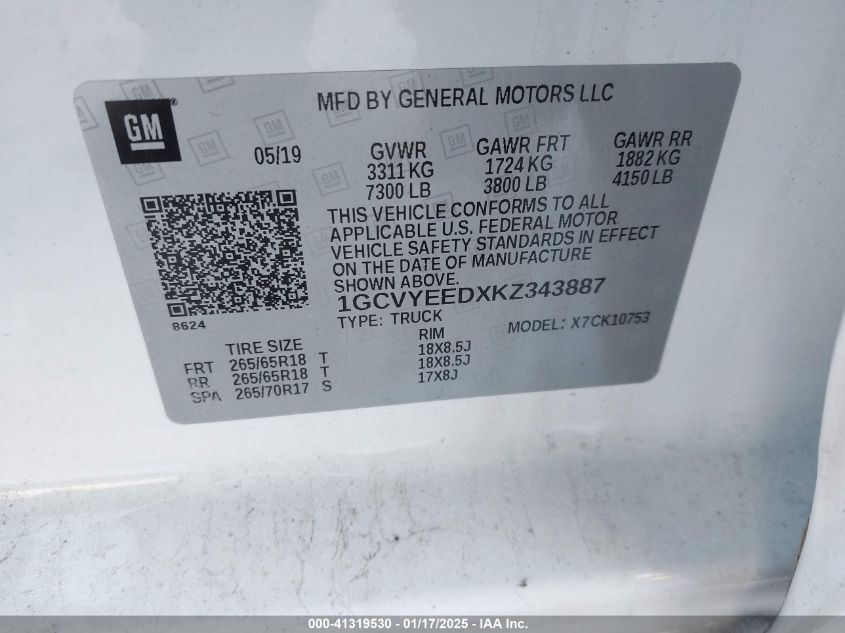 GM
MFD BY GENERAL MOTORS LLC
05/19
GVWR GAWR FRT GAWR RR
3311 KG 1724 KG 1882 KG
7300 LB 3800 LB 4150 LB
THIS VEHICLE CONFORMS TO ALL
APPLICABLE U.S. FEDERAL MOTOR
VEHICLE SAFETY STANDARDS IN EFFECT
ON THE DATE OF MANUFACTURE
SHOWN ABOVE.
1GCVYEEDXKZ343887
8624
TYPE: TRUCK MODEL: X7CK10753
TIRE SIZE RIM
FRT 265/65R18 T 18X8.5J
RR 265/65R18 T 18X8.5J
SPA 265/70R17 S 17X8J
000-41319530 - 01/17/2025 - IAA Inc.